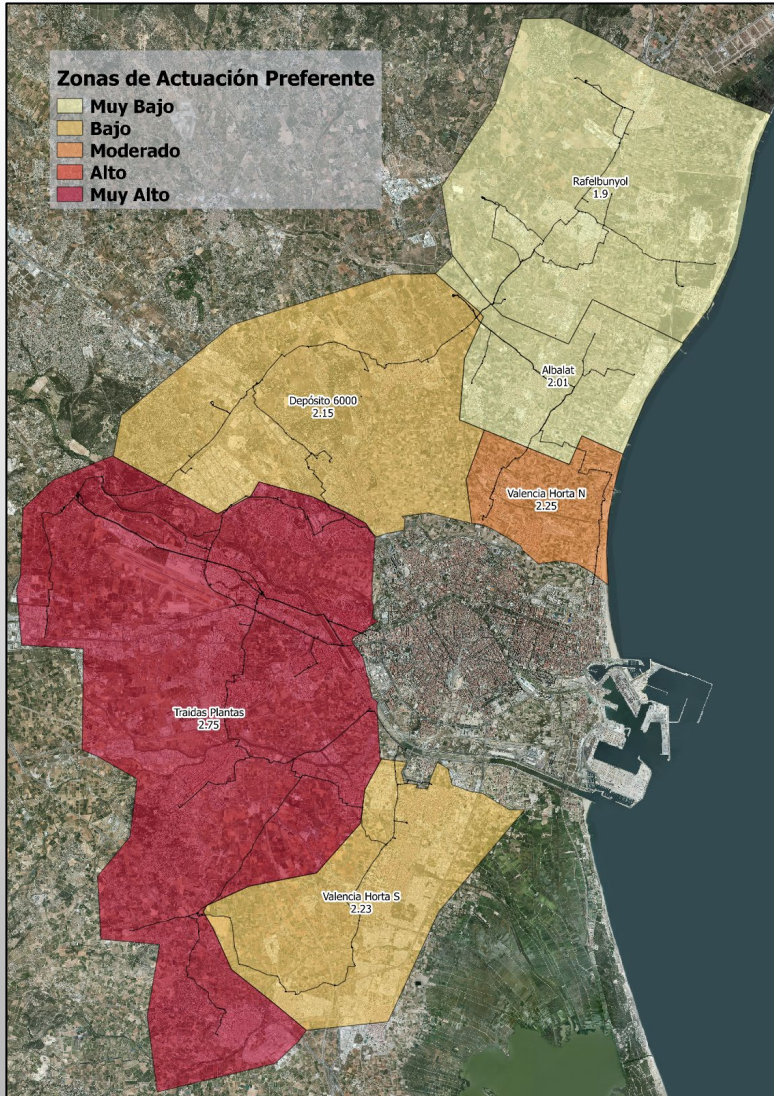 Zonas de Actuación Preferente
Muy Bajo
Bajo
Moderado
Alto
Muy Alto
Rafelbunyol
1.9
Albalat
2.01
Depósito 6000
2.15
Valencia Horta N
2.25
Traidas Plantas
2.75
Valencia Horta S
2.23